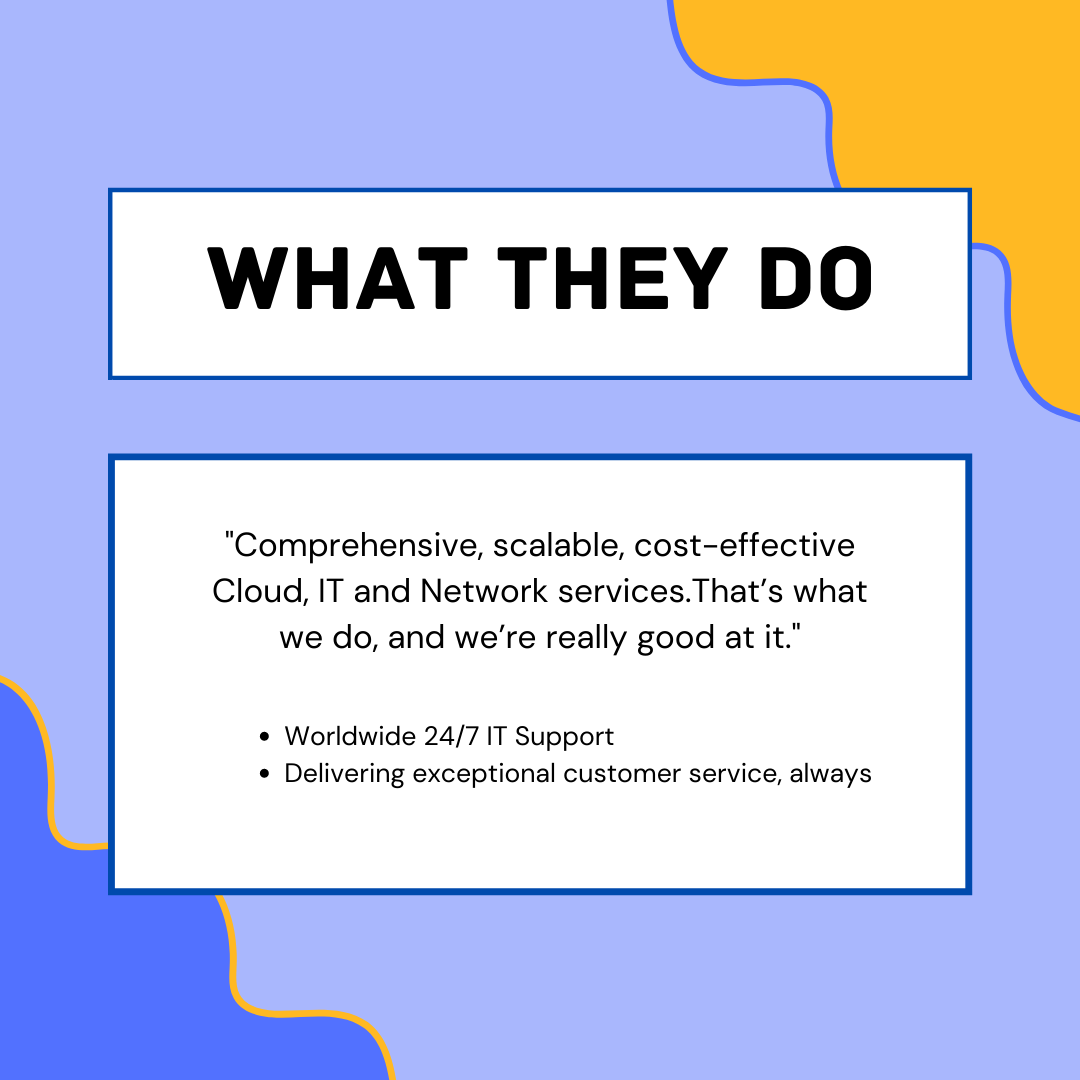 WHAT THEY DO
"Comprehensive, scalable, cost-effective
Cloud, IT and Network services.That’s what
we do, and we’re really good at it."
• Worldwide 24/7 IT Support
• Delivering exceptional customer service, always